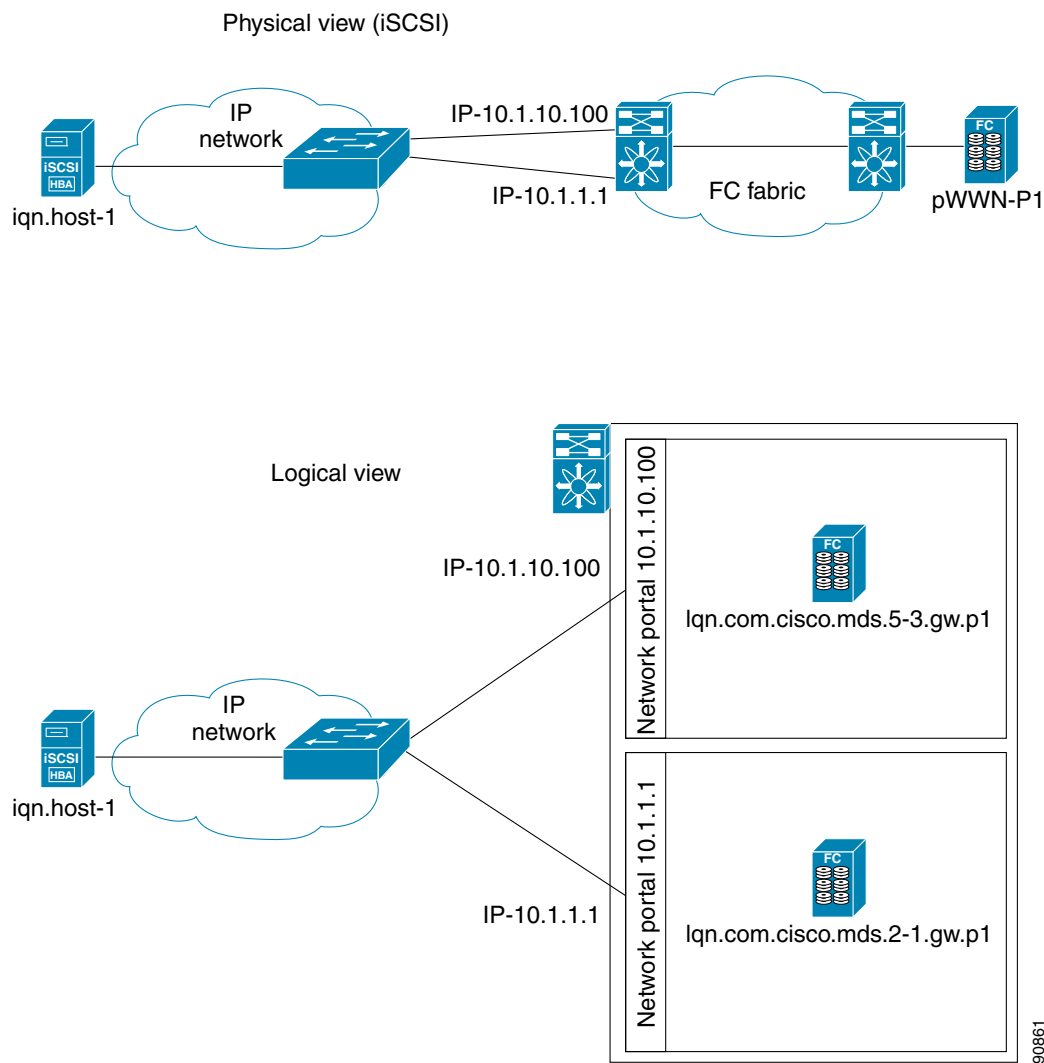 Physical view (iSCSI)
IP
network
IP-10.1.10.100
IP-10.1.1.1
iSCSI
HBA
iqn.host-1
FC fabric
FC
pWWN-P1
Logical view
IP-10.1.10.100
Network portal 10.1.10.100
FC
Iqn.com.cisco.mds.5-3.gw.p1
IP
network
iSCSI
HBA
iqn.host-1
IP-10.1.1.1
Network portal 10.1.1.1
FC
Iqn.com.cisco.mds.2-1.gw.p1
90861